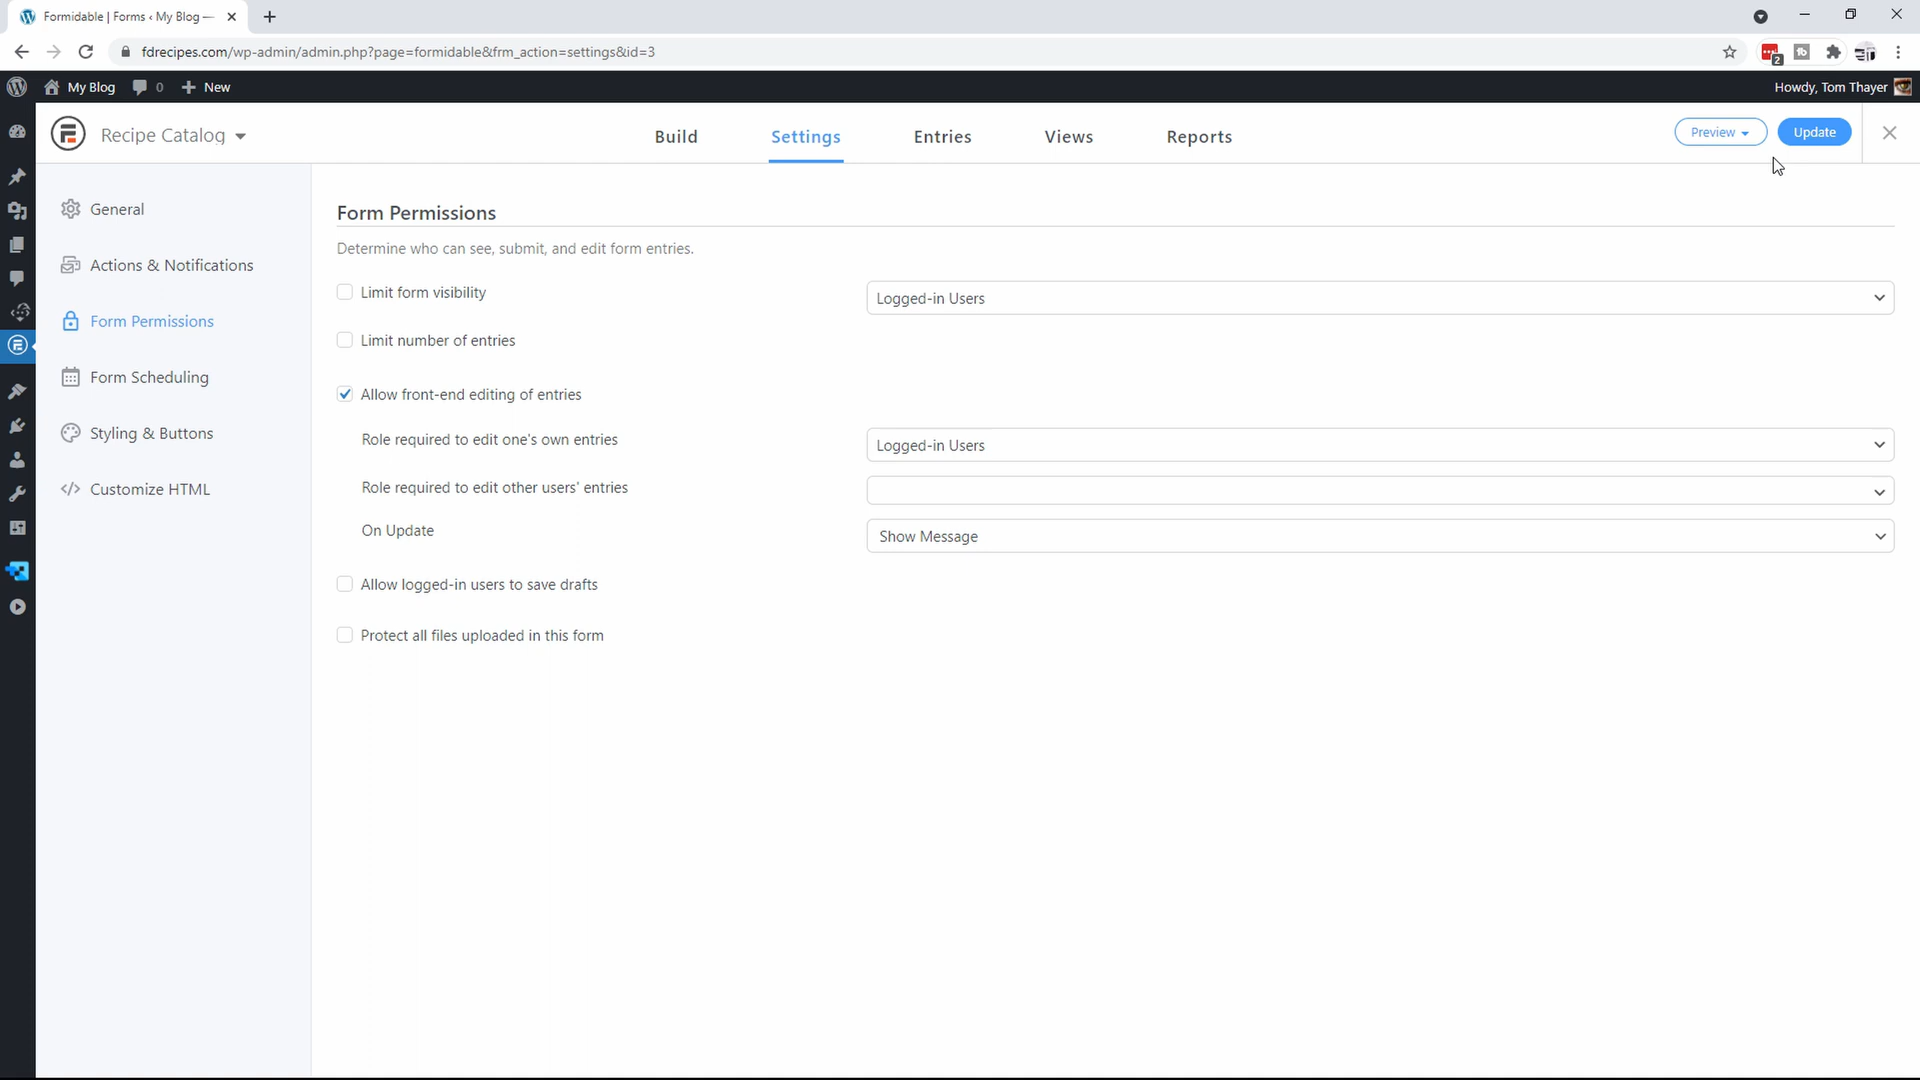 Formidable | Forms ‹ My Blog —
fdrecipes.com/wp-admin/admin.php?page=formidable&frm_action=settings&id=3
2
My Blog 0 New Howdy, Tom Thayer
Recipe Catalog Build Settings Entries Views Reports Preview Update
General
Actions & Notifications
Form Permissions
Form Scheduling
Styling & Buttons
Customize HTML
Form Permissions
Determine who can see, submit, and edit form entries.
Limit form visibility Logged-in Users
Limit number of entries
Allow front-end editing of entries
Role required to edit one's own entries Logged-in Users
Role required to edit other users' entries
On Update Show Message
Allow logged-in users to save drafts
Protect all files uploaded in this form